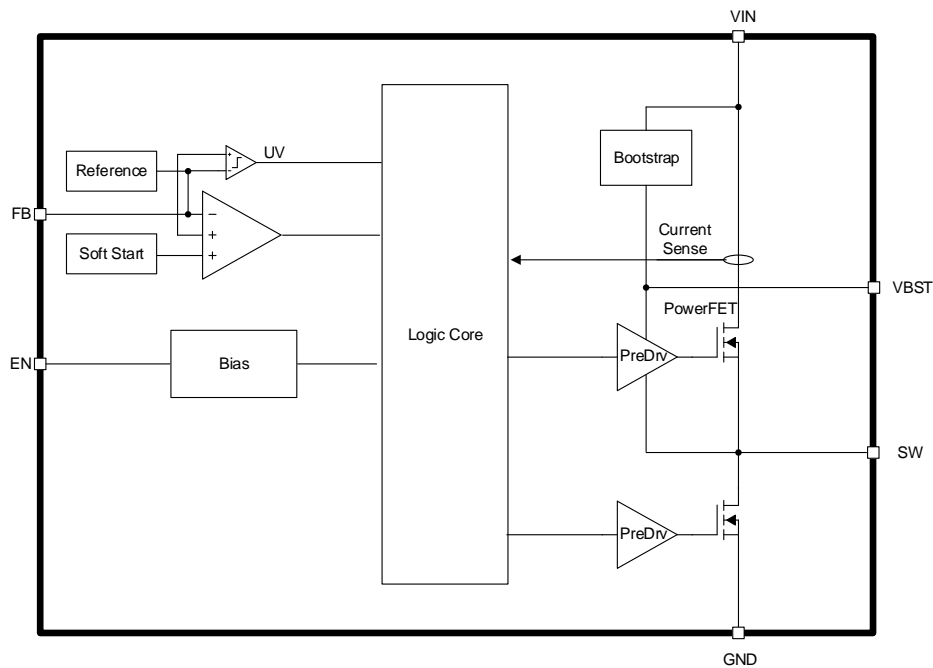 VIN
Bootstrap
UV
+
-
Reference
FB
−
+
+
Soft Start
Current
Sense
VBST
PowerFET
Logic Core
EN
Bias
PreDrv
SW
PreDrv
GND